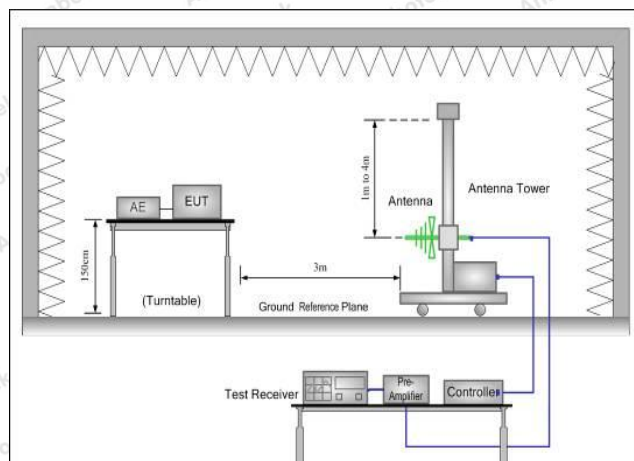 1m to 4m
Antenna
Antenna Tower
AE
EUT
150cm
(Turntable)
3m
Ground Reference Plane
Test Receiver
Pre-
Amplifier
Controller